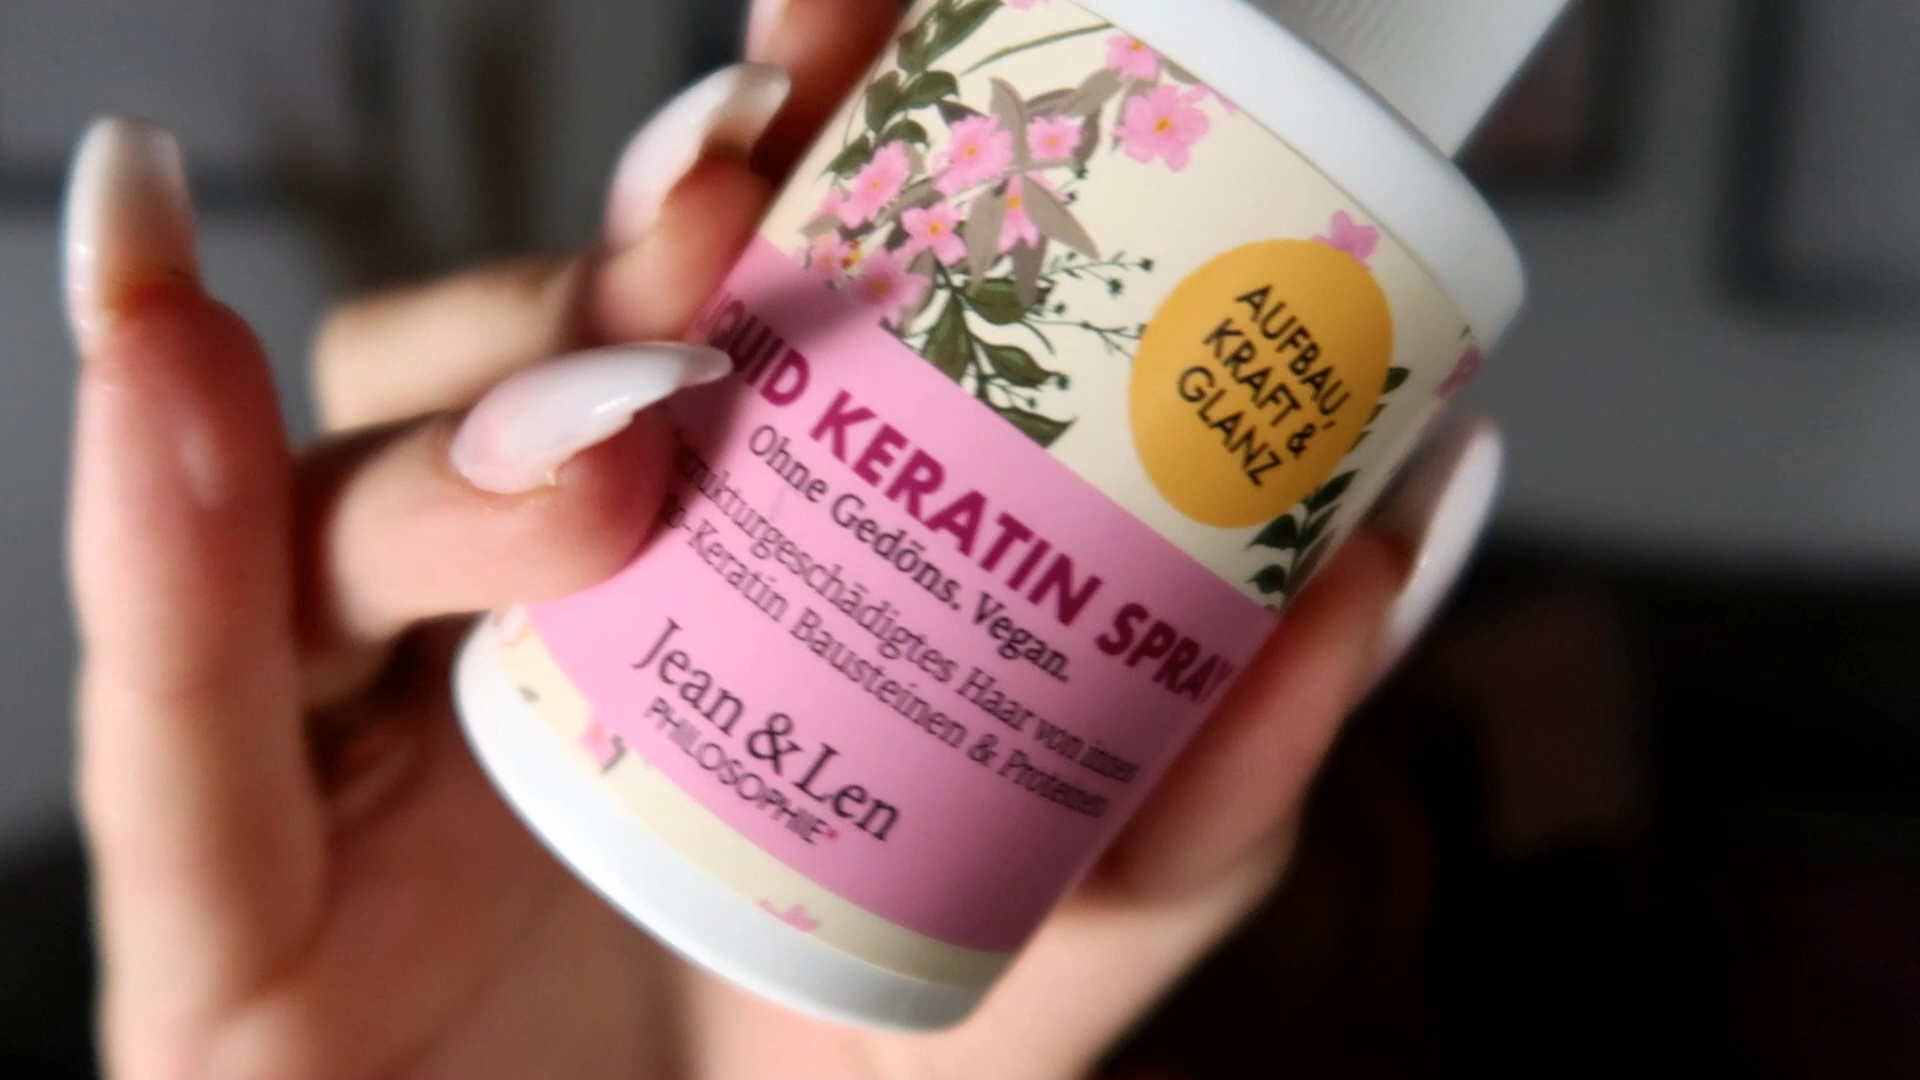 AUFBAU,
KRAFT &
GLANZ
QUID KERATIN SPRAY
Ohne Gedöns. Vegan.
strukturgeschädigtes Haar von innen
-Keratin Bausteinen & Proteinen
Jean & Len
PHILOSOPHIE